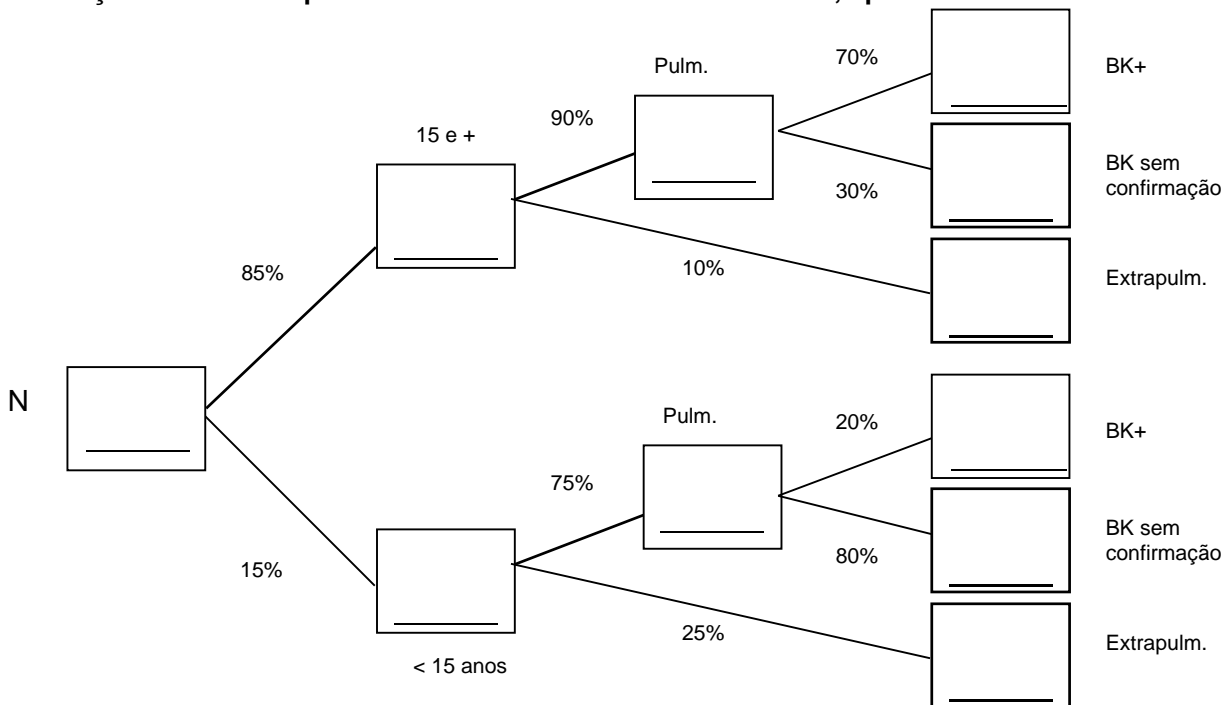 Pulm.
70%
BK+
15 e +
90%
BK sem
confirmação
30%
85%
10%
Extrapulm.
N
Pulm.
20%
BK+
75%
BK sem
confirmação
80%
15%
25%
Extrapulm.
< 15 anos